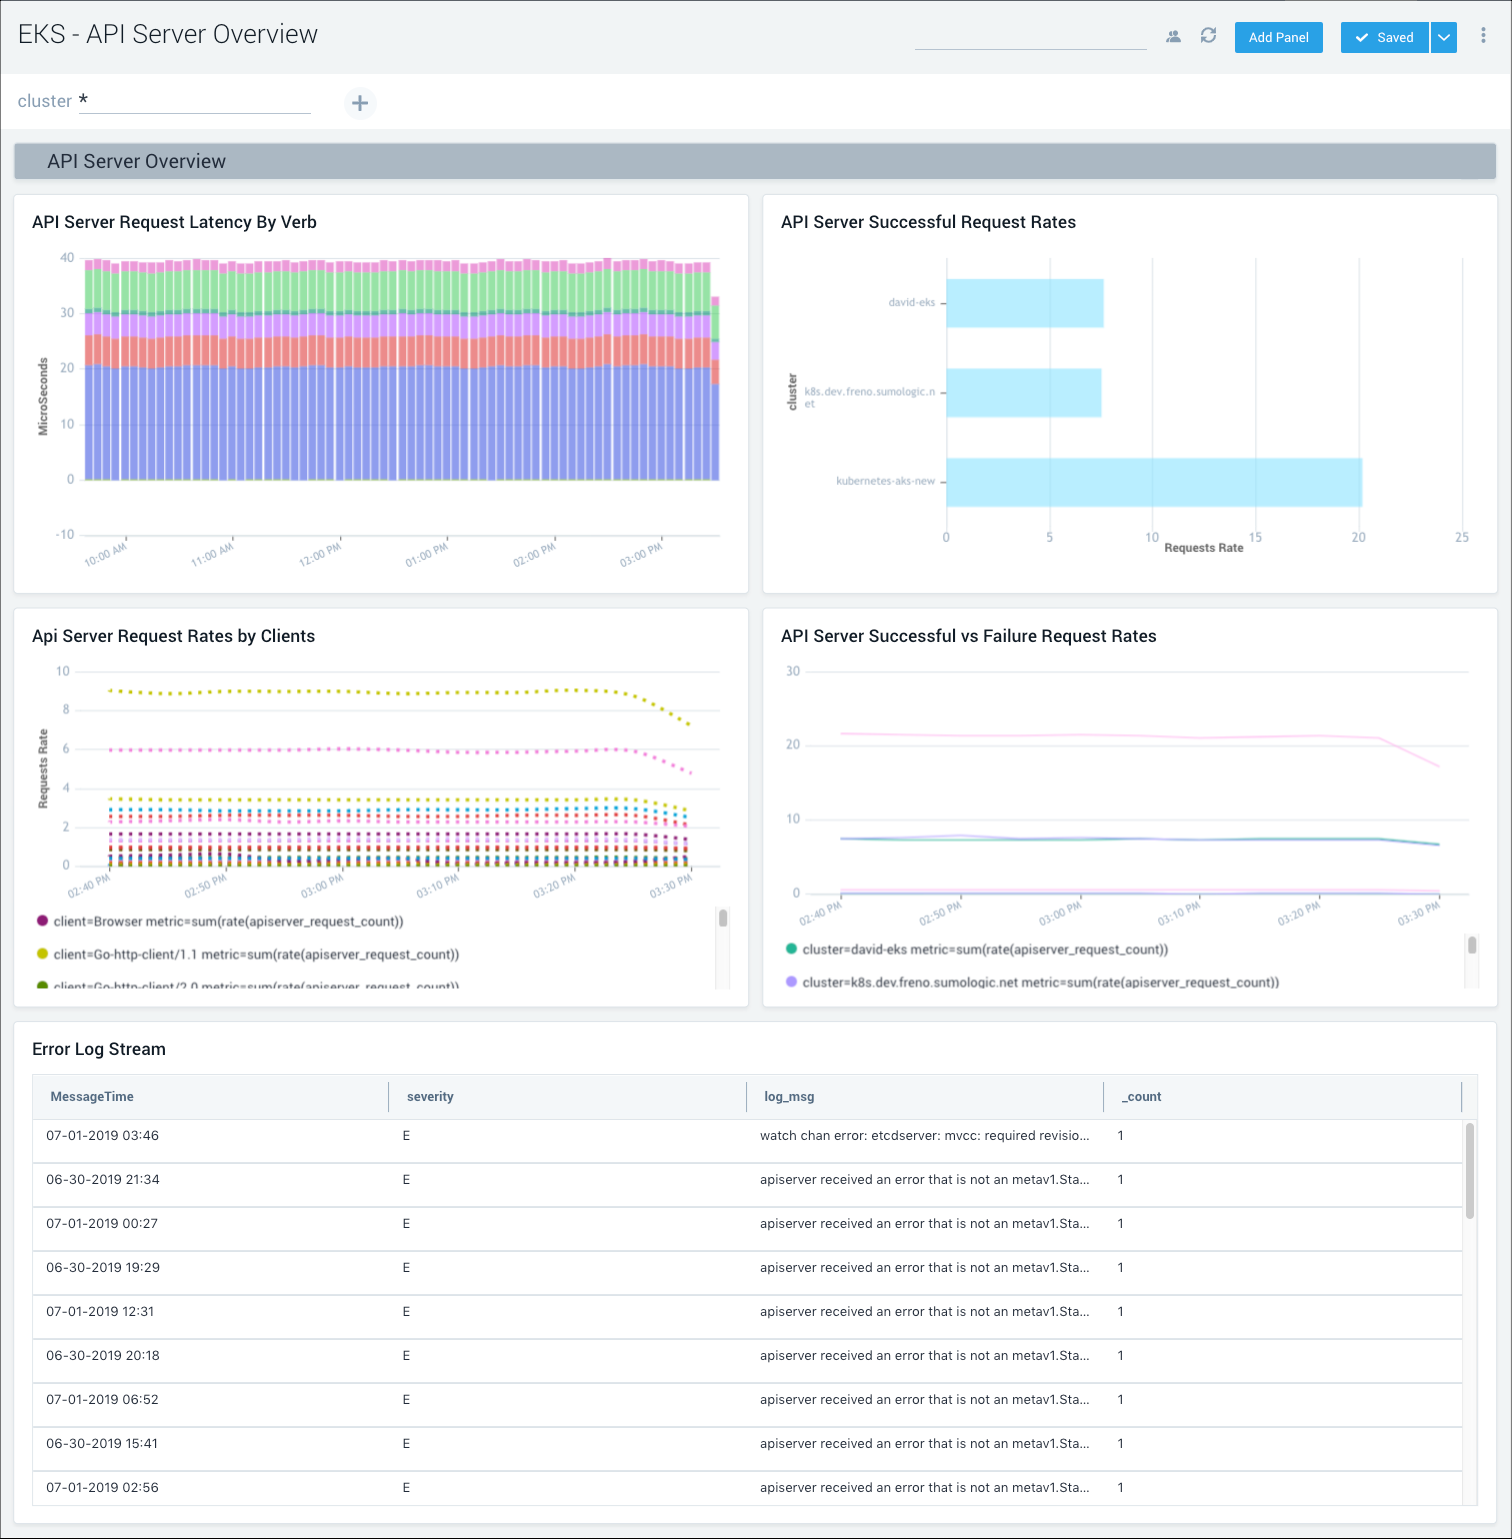 EKS - API Server Overview
Add Panel
Saved
cluster *
API Server Overview
API Server Request Latency By Verb
40
30
20
10
0
-10
MicroSeconds
10:00 AM
11:00 AM
12:00 PM
01:00 PM
02:00 PM
03:00 PM
API Server Successful Request Rates
cluster
david-eks
k8s.dev.freno.sumologic.n
et
kubernetes-aks-new
0
5
10
15
20
25
Requests Rate
Api Server Request Rates by Clients
10
8
6
4
2
0
Requests Rate
02:40 PM
02:50 PM
03:00 PM
03:10 PM
03:20 PM
03:30 PM
client=Browser metric=sum(rate(apiserver_request_count))
client=Go-http-client/1.1 metric=sum(rate(apiserver_request_count))
client=Go-http-client/2.0 metric=sum(rate(apiserver_request_count))
API Server Successful vs Failure Request Rates
30
20
10
0
02:40 PM
02:50 PM
03:00 PM
03:10 PM
03:20 PM
03:30 PM
cluster=david-eks metric=sum(rate(apiserver_request_count))
cluster=k8s.dev.freno.sumologic.net metric=sum(rate(apiserver_request_count))
Error Log Stream
MessageTime severity log_msg _count
07-01-2019 03:46 E watch chan error: etcdserver: mvcc: required revisio... 1
06-30-2019 21:34 E apiserver received an error that is not an metav1.Sta... 1
07-01-2019 00:27 E apiserver received an error that is not an metav1.Sta... 1
06-30-2019 19:29 E apiserver received an error that is not an metav1.Sta... 1
07-01-2019 12:31 E apiserver received an error that is not an metav1.Sta... 1
06-30-2019 20:18 E apiserver received an error that is not an metav1.Sta... 1
07-01-2019 06:52 E apiserver received an error that is not an metav1.Sta... 1
06-30-2019 15:41 E apiserver received an error that is not an metav1.Sta... 1
07-01-2019 02:56 E apiserver received an error that is not an metav1.Sta... 1